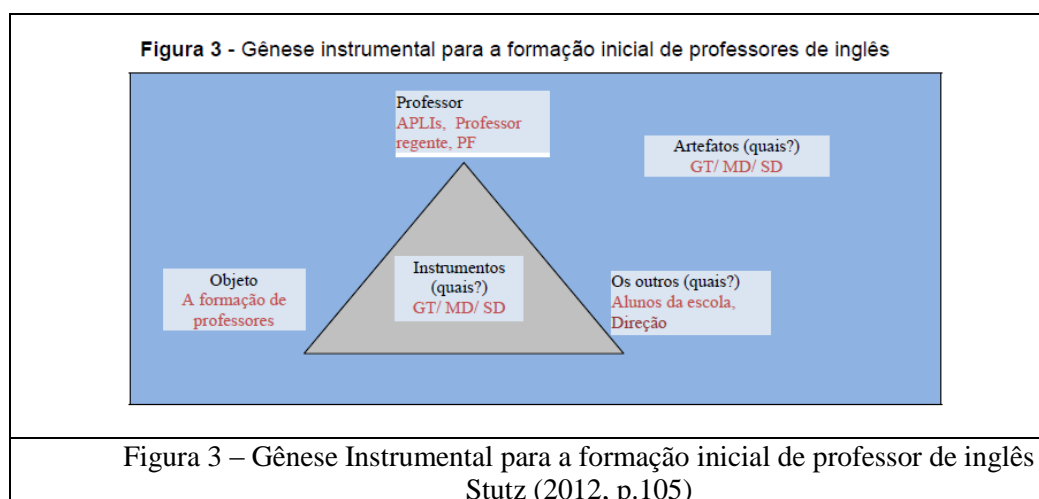 Figura 3 - Gênese instrumental para a formação inicial de professores de inglês
Professor
APLIs, Professor
regente, PF
Artefatos (quais?)
GT/ MD/ SD
Objeto
A formação de
professores
Instrumentos
(quais?)
GT/ MD/ SD
Os outros (quais?)
Alunos da escola,
Direção
Figura 3 – Gênese Instrumental para a formação inicial de professor de inglês
Stutz (2012, p.105)